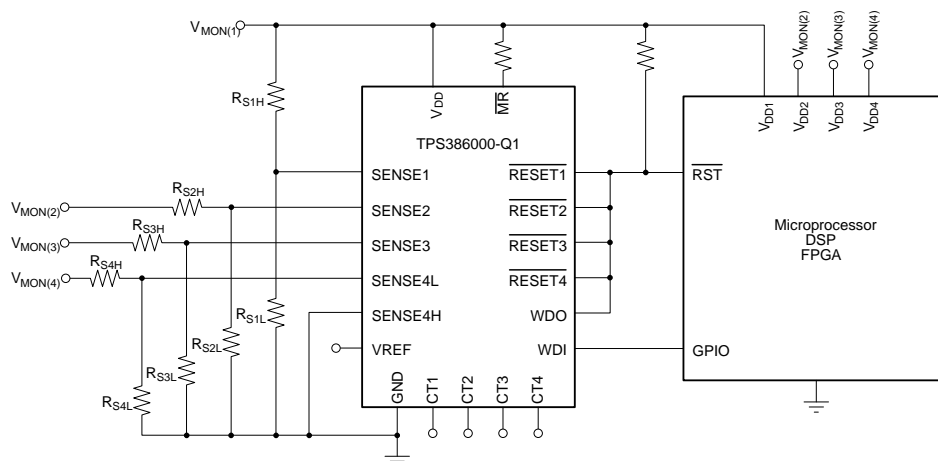 VMON(1)
VMON(2)
VMON(3)
VMON(4)
RS1H
VDD
MR
VDD1
VDD2
VDD3
VDD4
TPS386000-Q1
SENSE1
RESET1
RST
RS2H
VMON(2)
SENSE2
RESET2
Microprocessor
DSP
FPGA
RS3H
VMON(3)
SENSE3
RESET3
RS4H
VMON(4)
SENSE4L
RESET4
RS1L
SENSE4H
WDO
RS2L
VREF
WDI
GPIO
RS3L
RS4L
GND
CT1
CT2
CT3
CT4